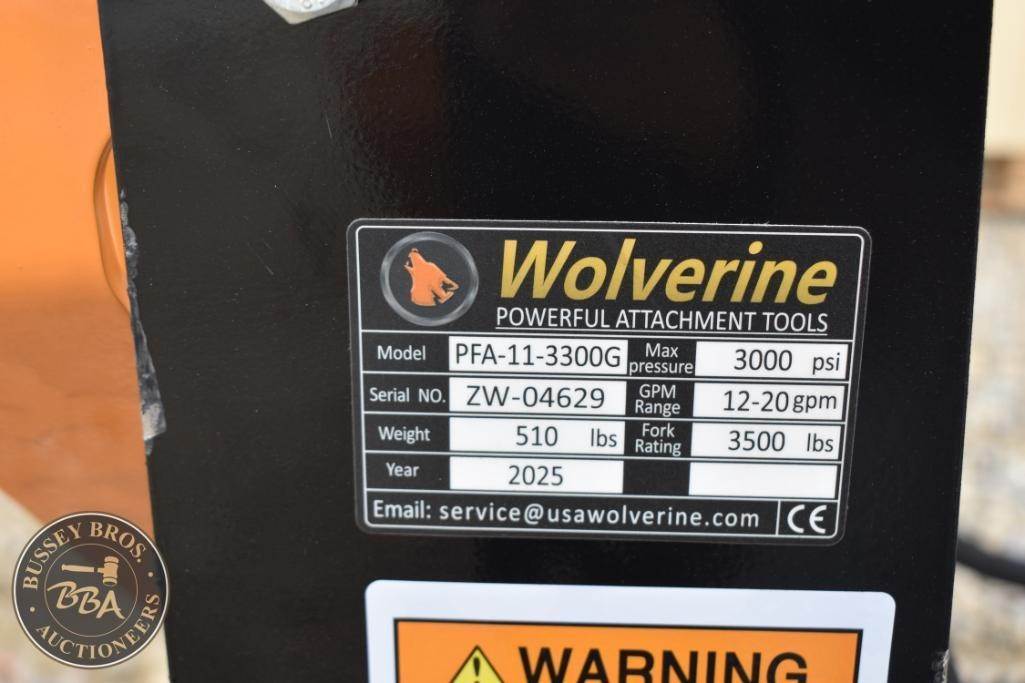 Wolverine
POWERFUL ATTACHMENT TOOLS
Model PFA-11-3300G Max pressure 3000 psi
Serial NO. ZW-04629 GPM Range 12-20 gpm
Weight 510 lbs Fork Rating 3500 lbs
Year 2025
Email: service@usawolverine.com CE
WARNING
BUSSEY BROS.
BBA
AUCTIONEERS